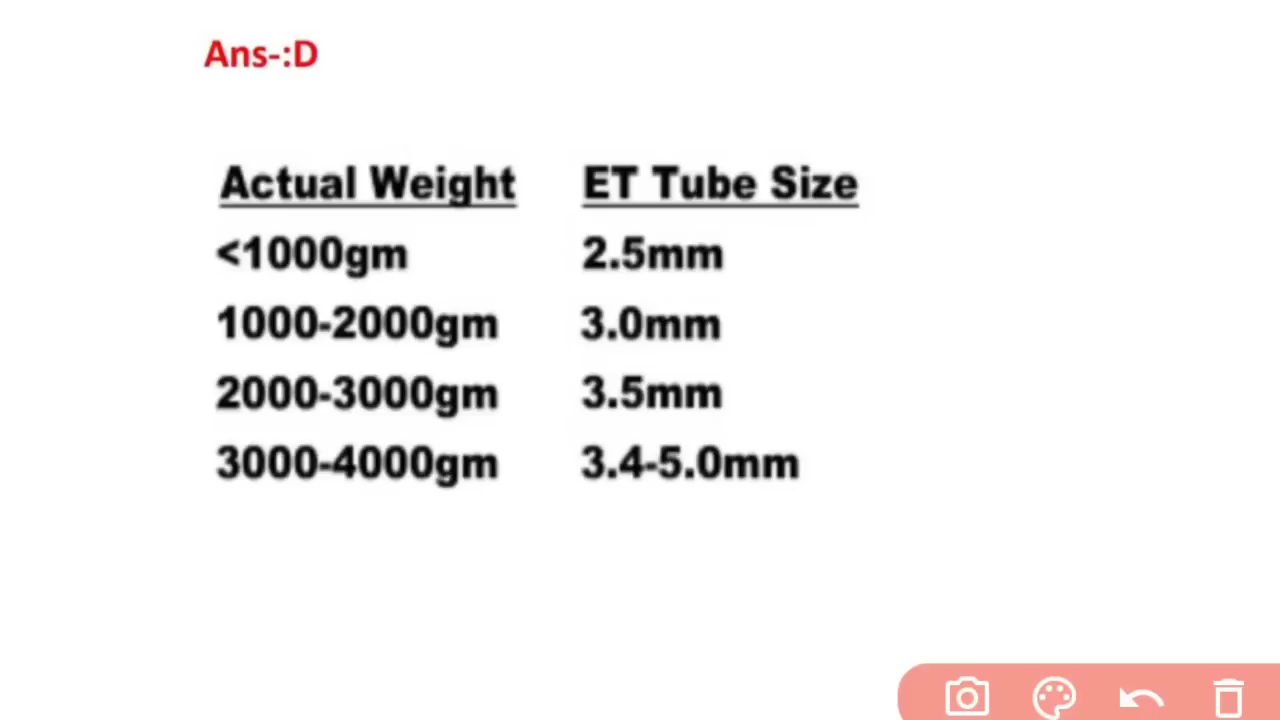 Ans-:D
Actual Weight ET Tube Size
<1000gm 2.5mm
1000-2000gm 3.0mm
2000-3000gm 3.5mm
3000-4000gm 3.4-5.0mm